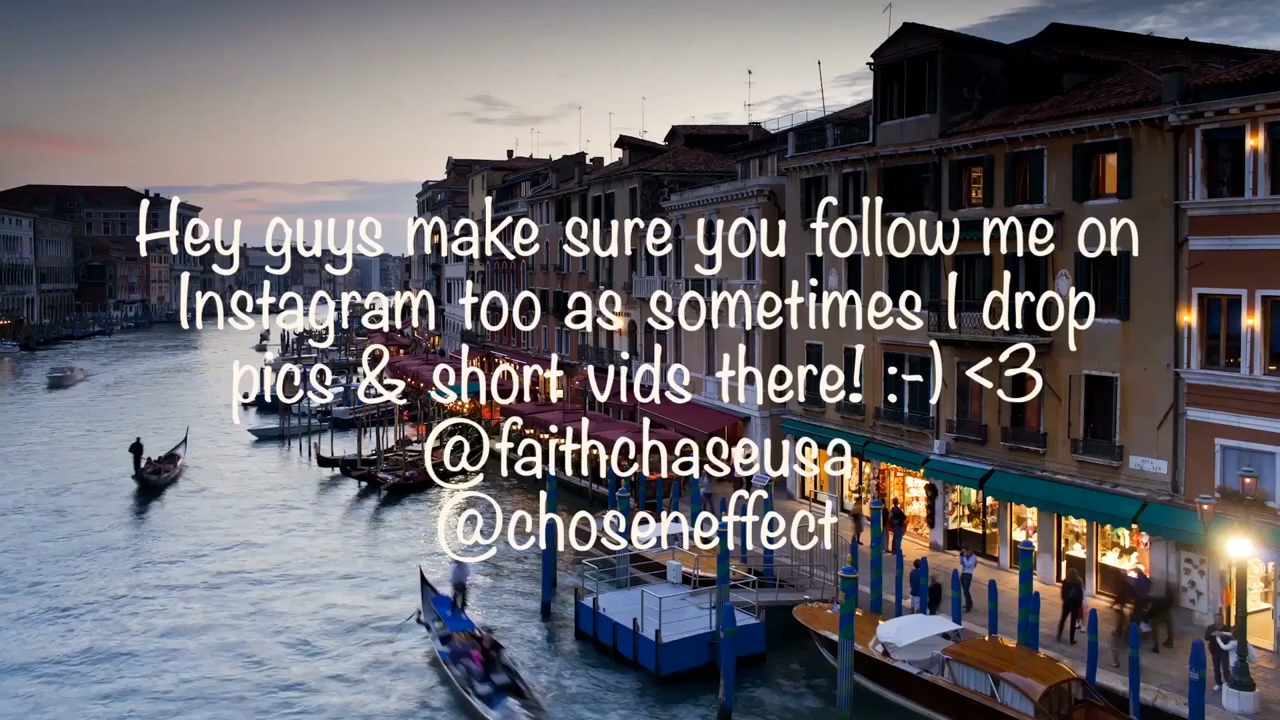 Hey guys make sure you follow me on
Instagram too as sometimes I drop
pics & short vids there! :-) <3
@faithchaseusa
@choseneffect